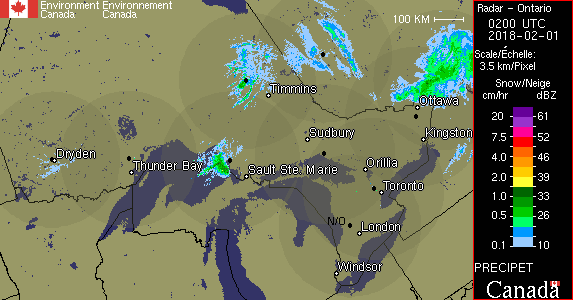 Environment Environnement
Canada Canada
100 KM
Timmins
Ottawa
Sudbury
Kingston
Dryden
Thunder Bay
Sault Ste. Marie
Orillia
Toronto
N/O
London
Windsor
Radar - Ontario
0200 UTC
2018-02-01
Scale/Échelle:
3.5 km/Pixel
Snow/Neige
cm/hr dBZ
20 61
7.5 52
4.0 46
2.0 39
1.0 33
0.5 26
0.1 10
PRECIPET
Canada